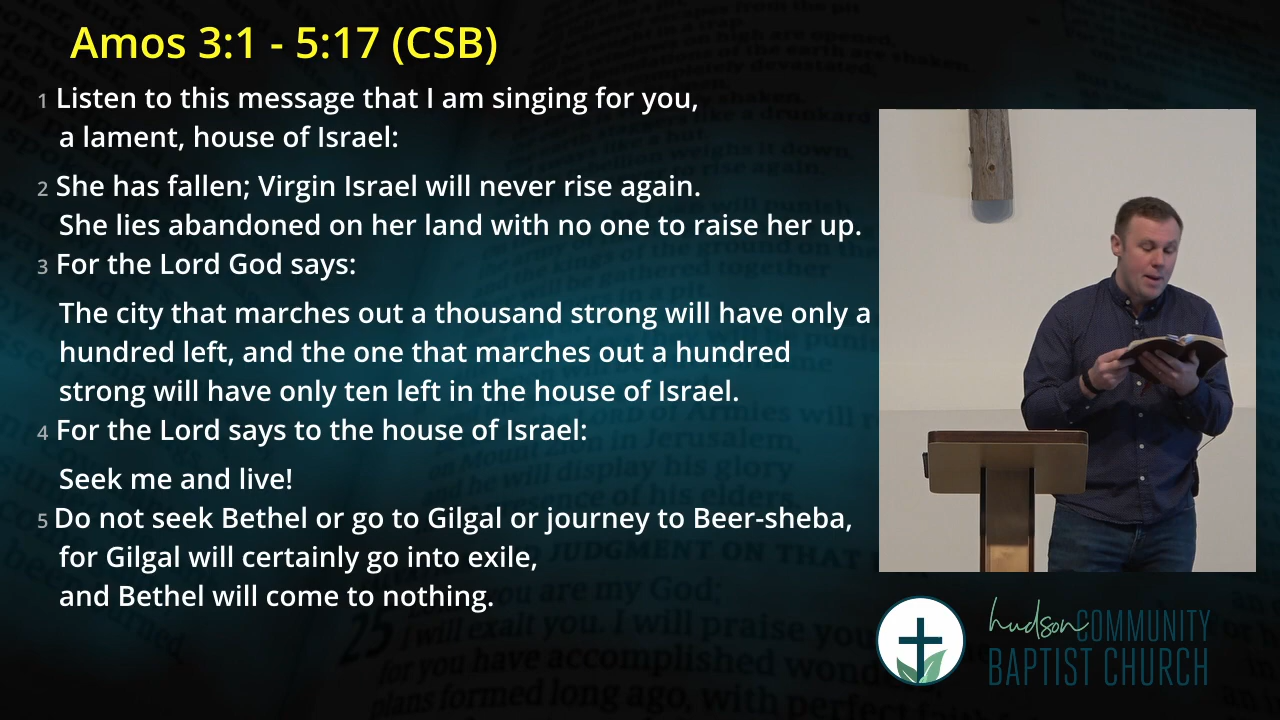 Amos 3:1 - 5:17 (CSB)
1 Listen to this message that I am singing for you,
a lament, house of Israel:
2 She has fallen; Virgin Israel will never rise again.
She lies abandoned on her land with no one to raise her up.
3 For the Lord God says:
The city that marches out a thousand strong will have only a
hundred left, and the one that marches out a hundred
strong will have only ten left in the house of Israel.
4 For the Lord says to the house of Israel:
Seek me and live!
5 Do not seek Bethel or go to Gilgal or journey to Beer-sheba,
for Gilgal will certainly go into exile,
and Bethel will come to nothing.
hudson COMMUNITY
BAPTIST CHURCH